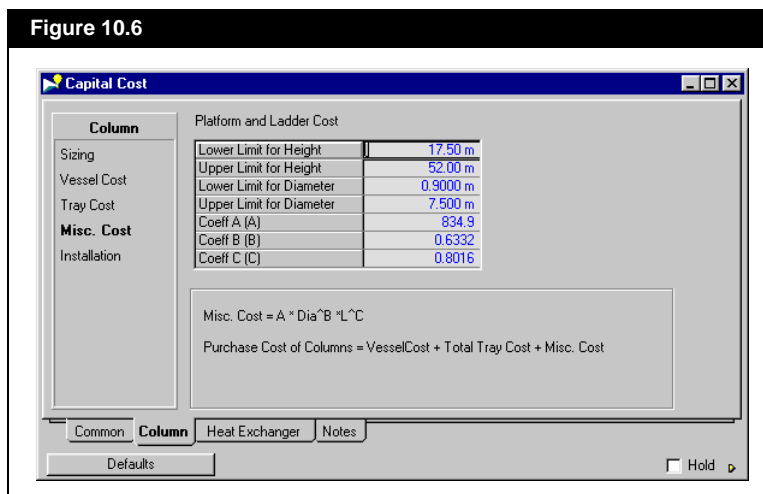 Figure 10.6
Capital Cost
Column
Sizing
Vessel Cost
Tray Cost
Misc. Cost
Installation
Platform and Ladder Cost
Lower Limit for Height 17.50 m
Upper Limit for Height 52.00 m
Lower Limit for Diameter 0.9000 m
Upper Limit for Diameter 7.500 m
Coeff A (A) 834.9
Coeff B (B) 0.6332
Coeff C (C) 0.8016
Misc. Cost = A * Dia^B *L^C
Purchase Cost of Columns = VesselCost + Total Tray Cost + Misc. Cost
Common Column Heat Exchanger Notes
Defaults Hold